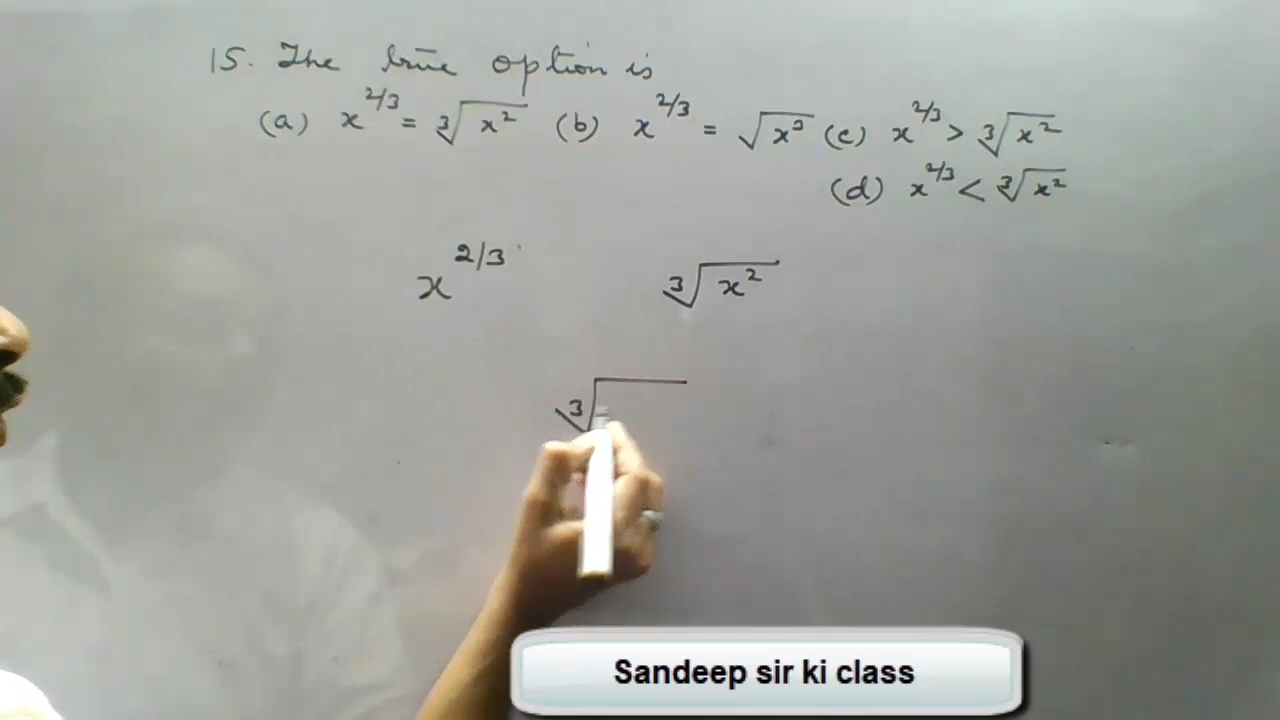 15. The true option is
(a) x^{2/3} = ∛x² (b) x^{2/3} = √x³ (c) x^{2/3} > ∛x²
(d) x^{2/3} < ∛x²
x^{2/3} ∛x²
∛
Sandeep sir ki class